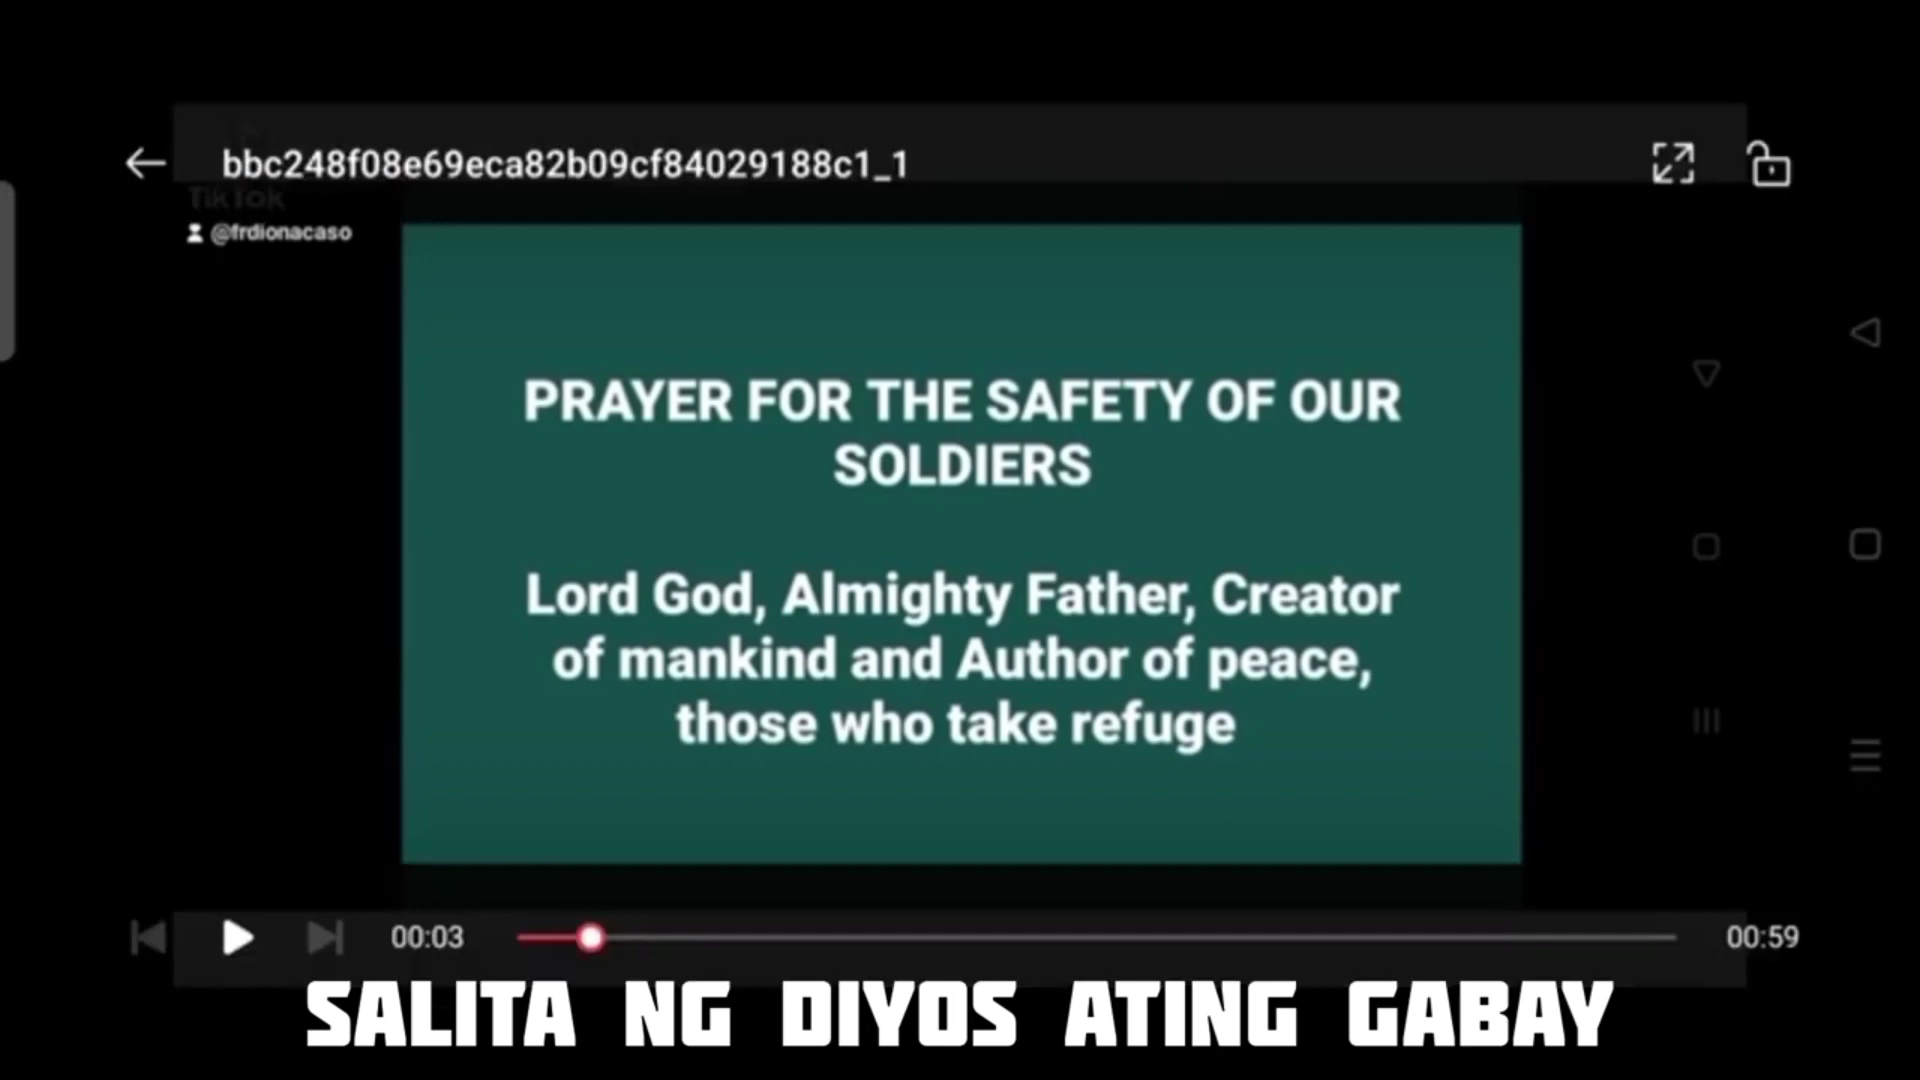 bbc248f08e69eca82b09cf84029188c1_1
TikTok
@frdionacaso
PRAYER FOR THE SAFETY OF OUR
SOLDIERS
Lord God, Almighty Father, Creator
of mankind and Author of peace,
those who take refuge
00:03
00:59
SALITA NG DIYOS ATING GABAY